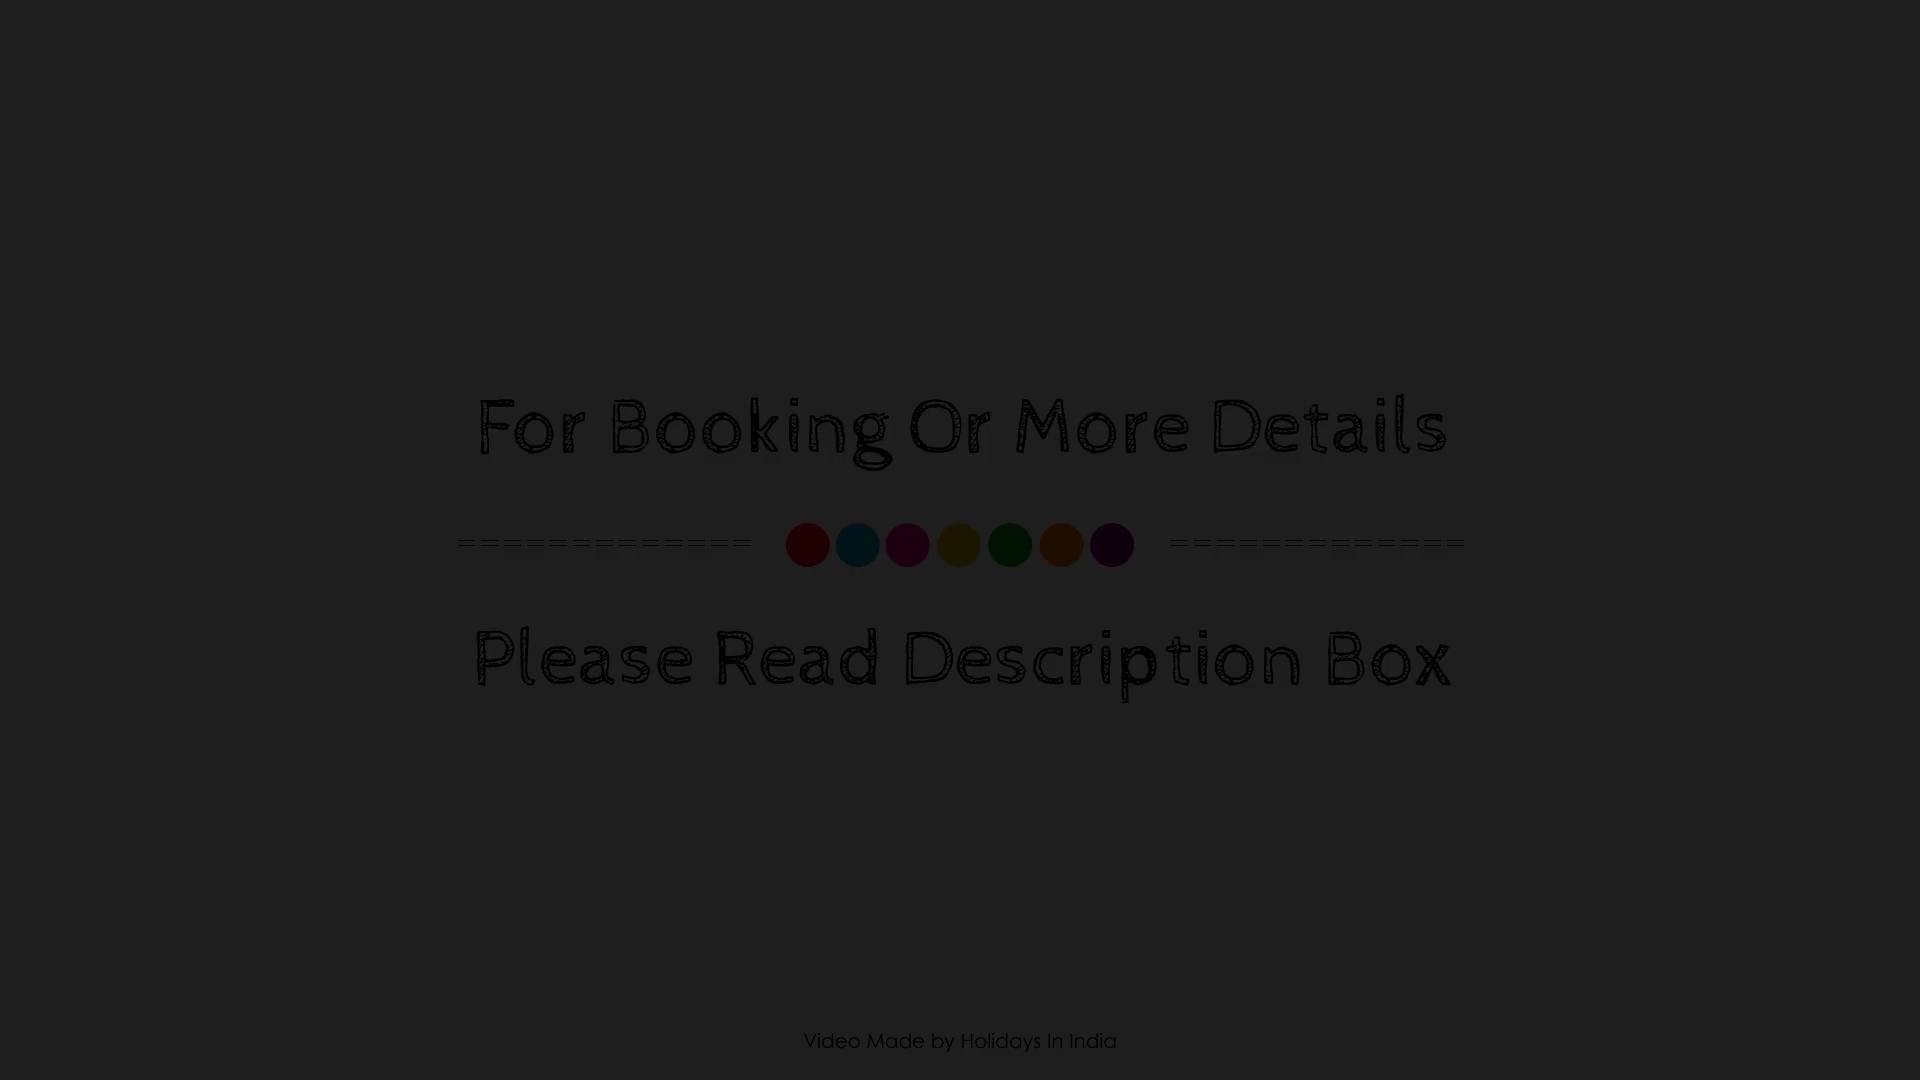 For Booking Or More Details
============= =============
Please Read Description Box
Video Made by Holidays In India